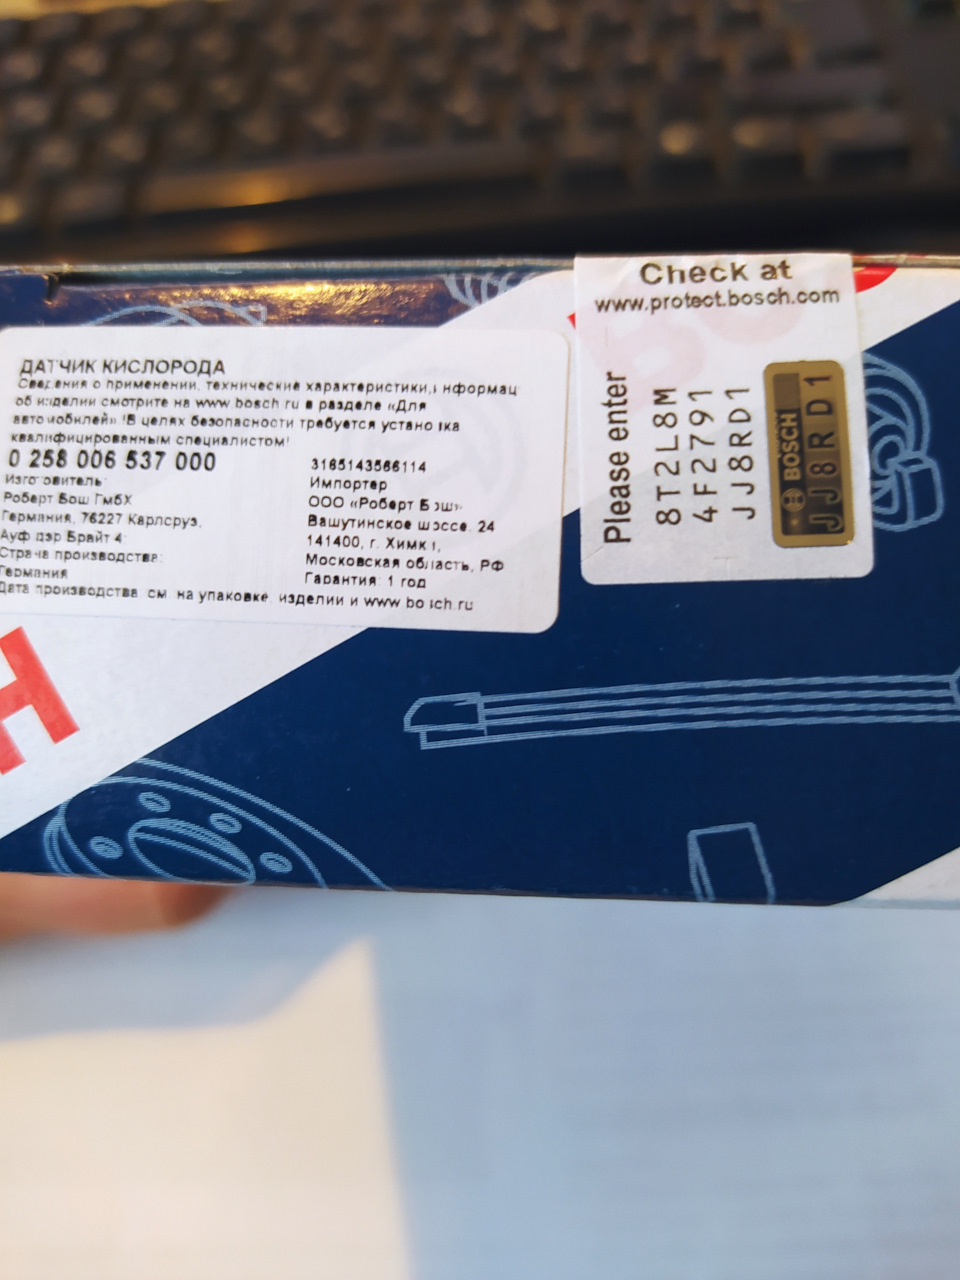 Check at
www.protect.bosch.com
Please enter
8T2L8M
4F2791
JJ8RD1
BOSCH
JJ8RD1
ДАТЧИК КИСЛОРОДА
Сведения о применении, технические характеристики, нформац
об изделии смотрите на www.bosch.ru в разделе «Для
автомобилей» !В целях безопасности требуется установка
квалифицированным специалистом!
0 258 006 537 000
Изготовитель:
Роберт Бош ГмбХ
Германия, 76227 Карлсруэ,
Ауф дэр Брайт 4
Страна производства:
Германия
3165143566114
Импортер
ООО «Роберт Бош»
Вашутинское шоссе, 24
141400, г. Химки,
Московская область, РФ
Гарантия: 1 год
Дата производства см. на упаковке изделии и www.bosch.ru
H